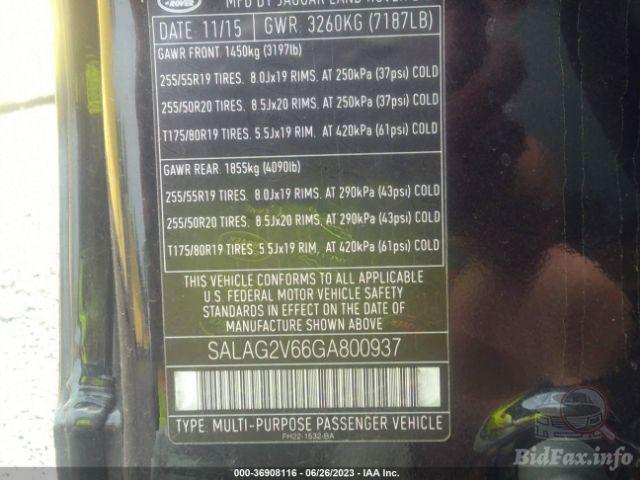 ROVER
MFD BY JAGUAR LAND ROVER
DATE 11/15 GWR: 3260KG (7187LB)
GAWR FRONT: 1450kg (3197lb)
255/55R19 TIRES. 8.0Jx19 RIMS. AT 250kPa (37psi) COLD
255/50R20 TIRES. 8.5Jx20 RIMS. AT 250kPa (37psi) COLD
T175/80R19 TIRES. 5.5Jx19 RIM. AT 420kPa (61psi) COLD
GAWR REAR: 1855kg (4090lb)
255/55R19 TIRES. 8.0Jx19 RIMS. AT 290kPa (43psi) COLD
255/50R20 TIRES. 8.5Jx20 RIMS. AT 290kPa (43psi) COLD
T175/80R19 TIRES. 5.5Jx19 RIM. AT 420kPa (61psi) COLD
THIS VEHICLE CONFORMS TO ALL APPLICABLE
U.S. FEDERAL MOTOR VEHICLE SAFETY
STANDARDS IN EFFECT ON THE DATE
OF MANUFACTURE SHOWN ABOVE
SALAG2V66GA800937
TYPE: MULTI-PURPOSE PASSENGER VEHICLE
FH22-1532-BA
BidFax.info
000-36908116 - 06/26/2023 - IAA Inc.